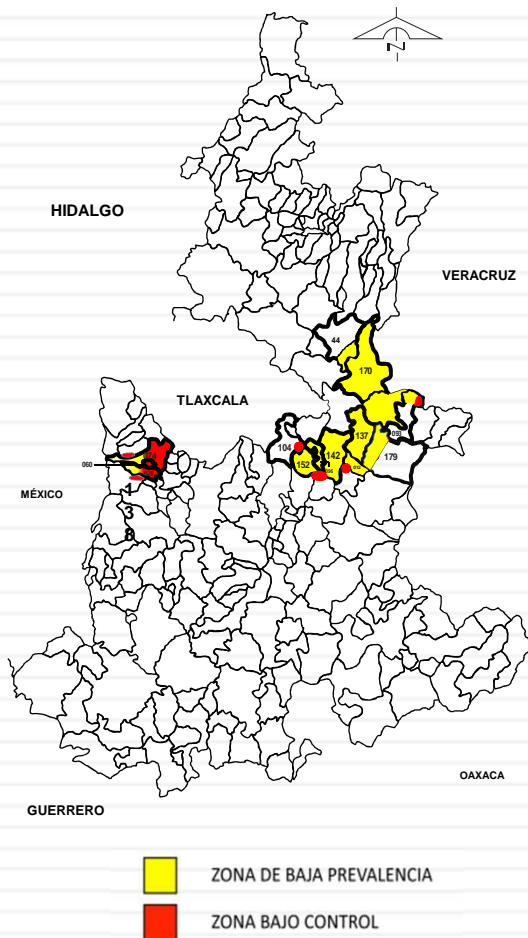 N
HIDALGO
VERACRUZ
44
170
TLAXCALA
137
104
142
152
179
060
MÉXICO
1
3
8
OAXACA
GUERRERO
ZONA DE BAJA PREVALENCIA
ZONA BAJO CONTROL